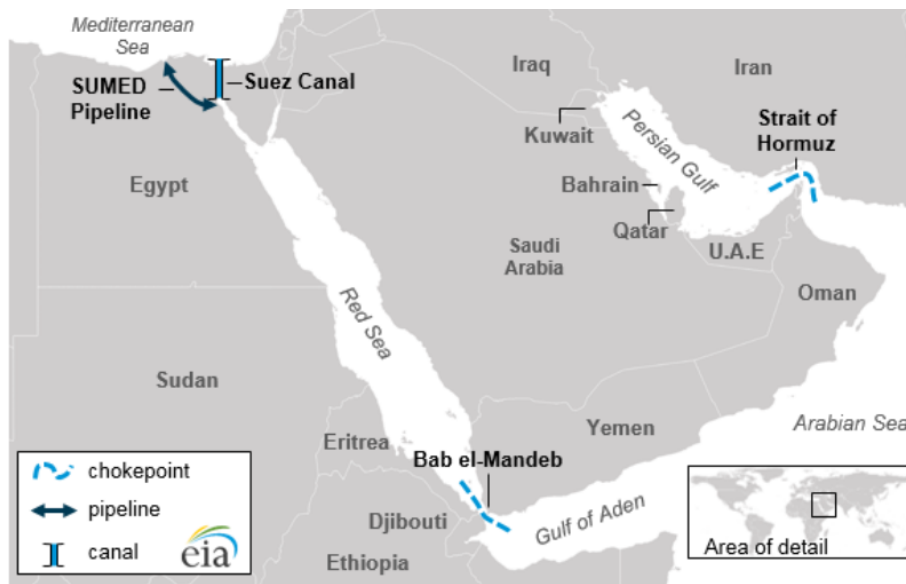 Mediterranean
Sea
SUMED
Pipeline
Suez Canal
Iraq
Iran
Kuwait
Persian Gulf
Strait of
Hormuz
Egypt
Bahrain
Qatar
Saudi
Arabia
U.A.E
Oman
Red Sea
Sudan
Eritrea
Yemen
Arabian Sea
Bab el-Mandeb
Djibouti
Gulf of Aden
Ethiopia
chokepoint
pipeline
canal
eia
Area of detail